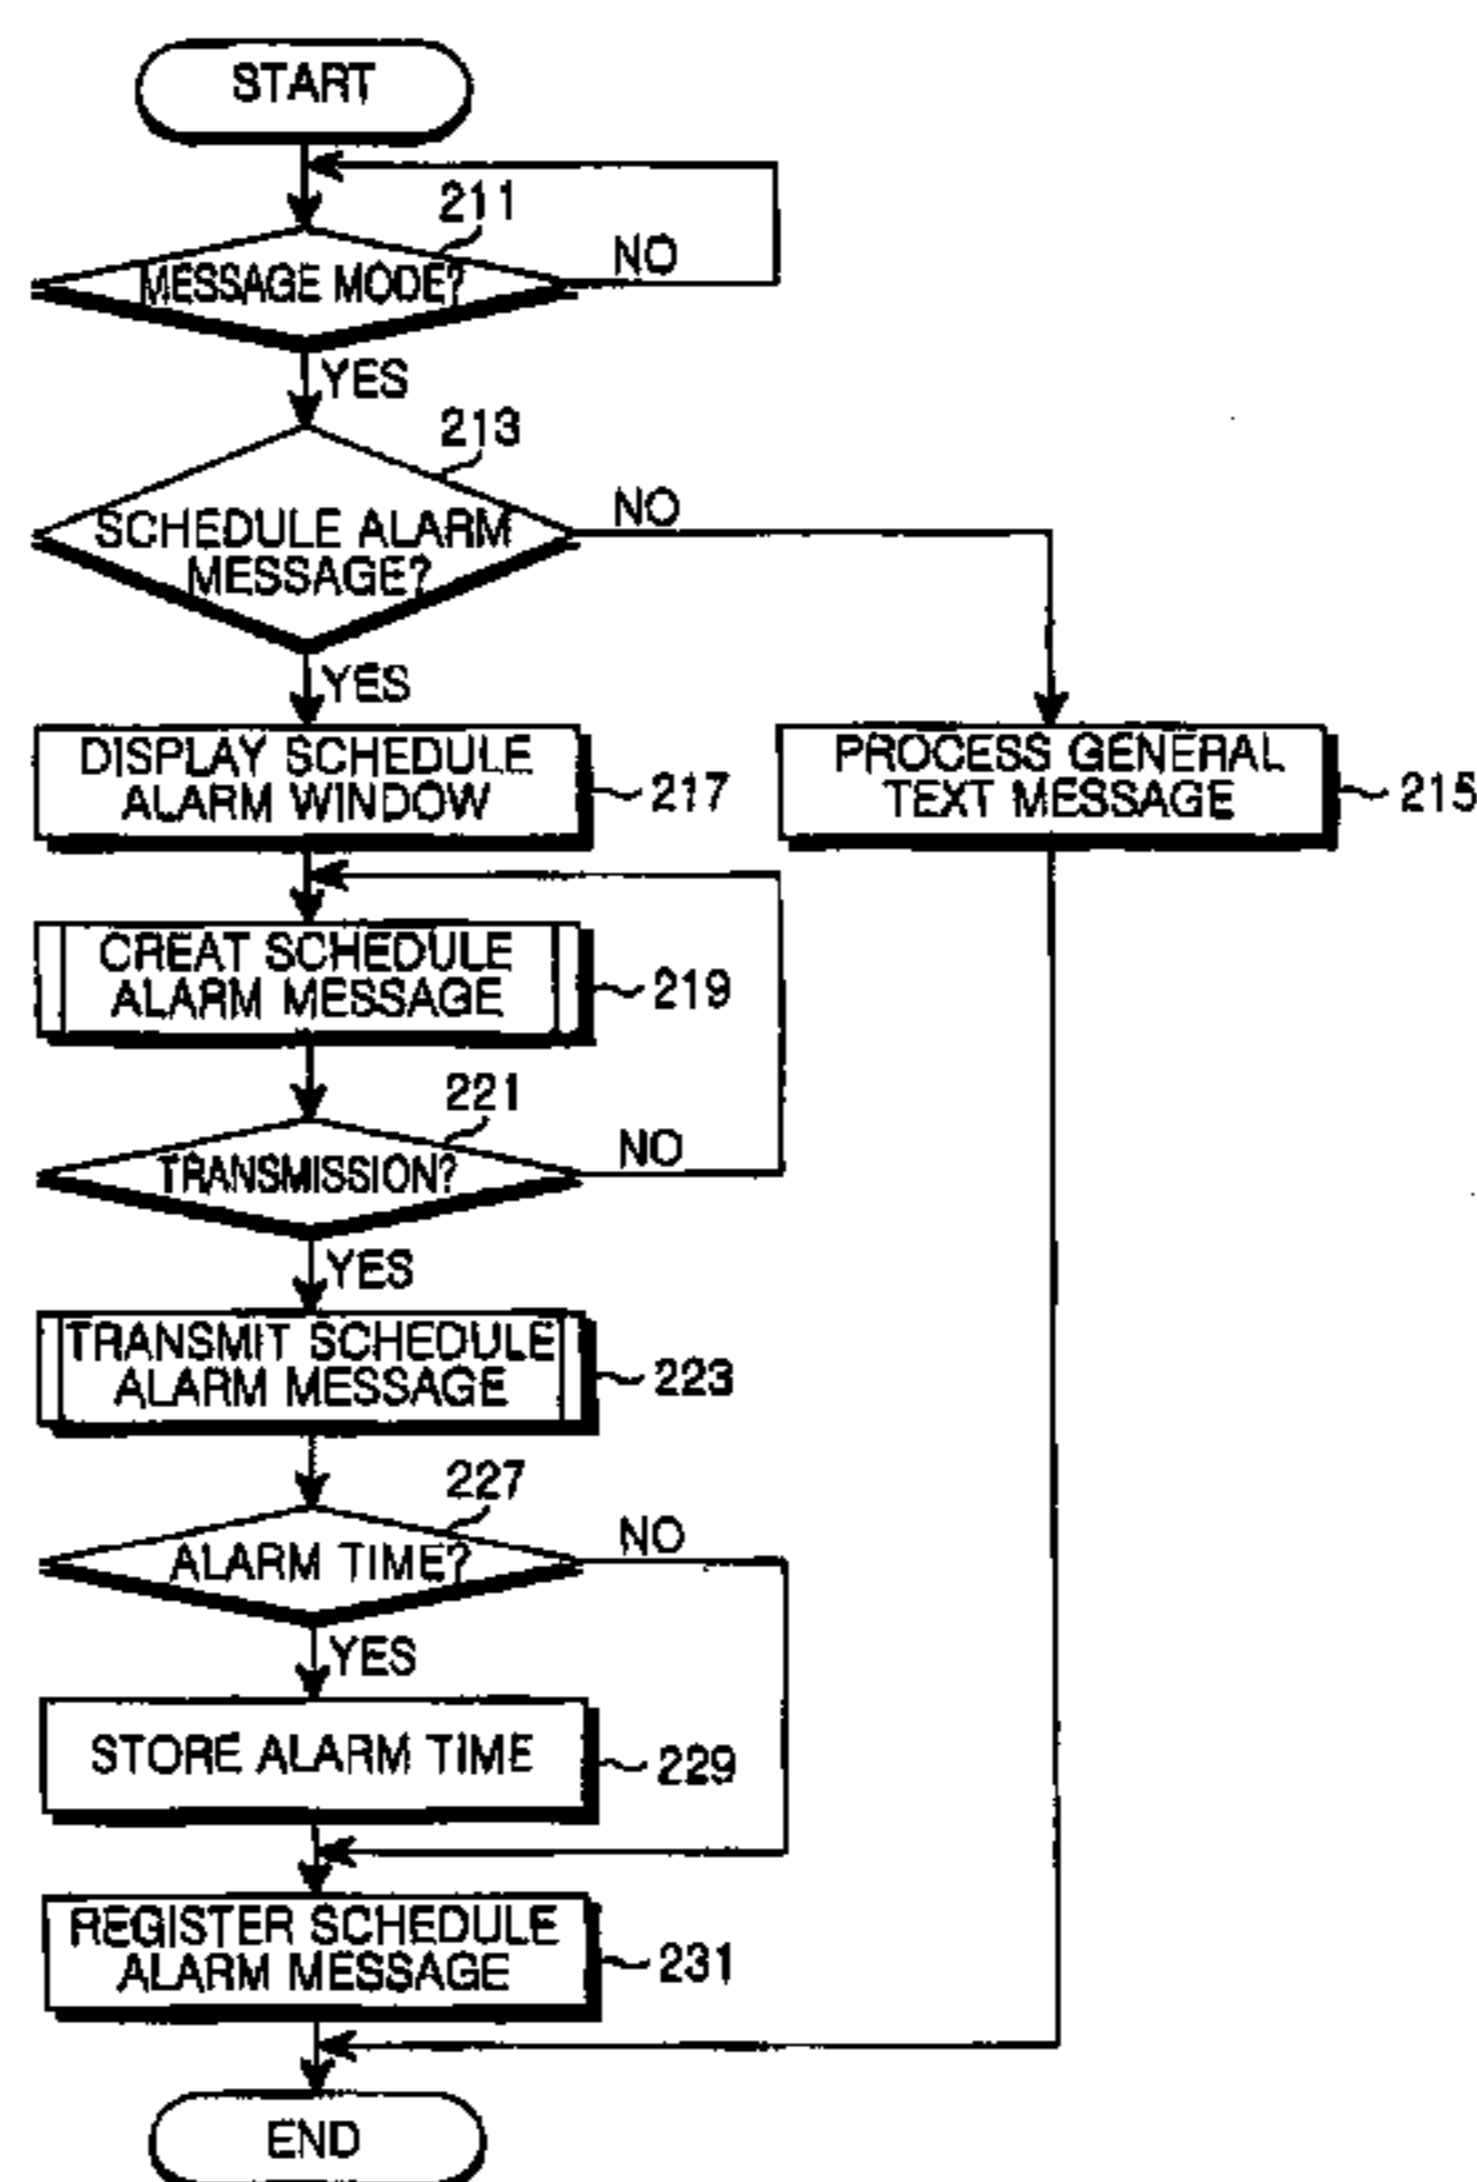 START
211
MESSAGE MODE?
NO
YES
213
SCHEDULE ALARM
MESSAGE?
NO
YES
DISPLAY SCHEDULE
ALARM WINDOW
217
PROCESS GENERAL
TEXT MESSAGE
215
CREAT SCHEDULE
ALARM MESSAGE
219
221
TRANSMISSION?
NO
YES
TRANSMIT SCHEDULE
ALARM MESSAGE
223
227
ALARM TIME?
NO
YES
STORE ALARM TIME
229
REGISTER SCHEDULE
ALARM MESSAGE
231
END